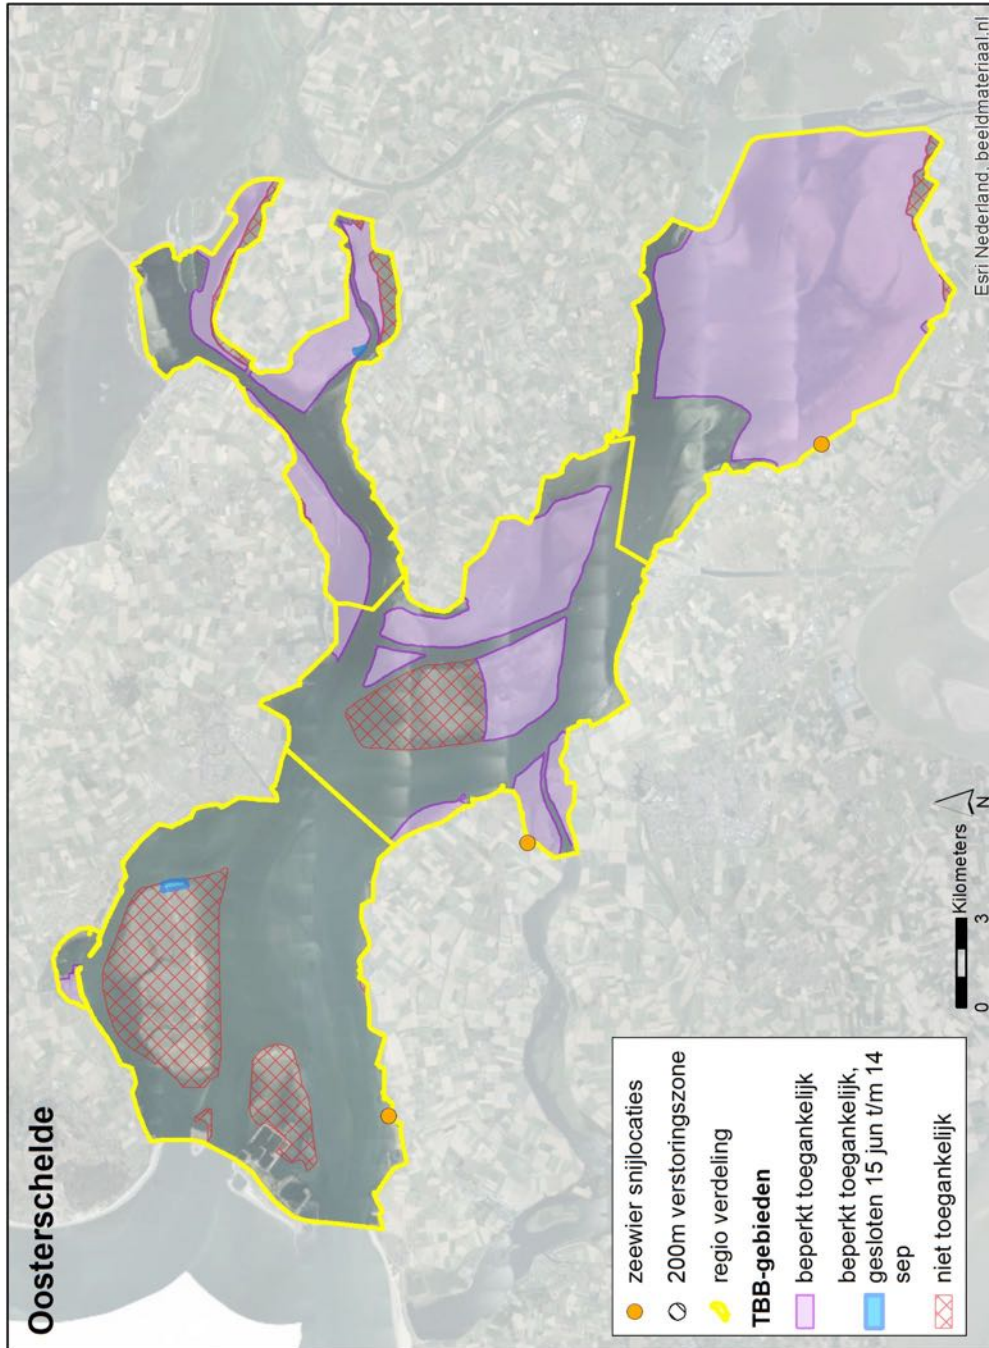 Oosterschelde
zeewier snijlocaties
200m verstoringszone
regio verdeling
TBB-gebieden
beperkt toegankelijk
beperkt toegankelijk,
gesloten 15 jun t/m 14
sep
niet toegankelijk
0 3 Kilometers
N
Esri Nederland, beeldmateriaal.nl